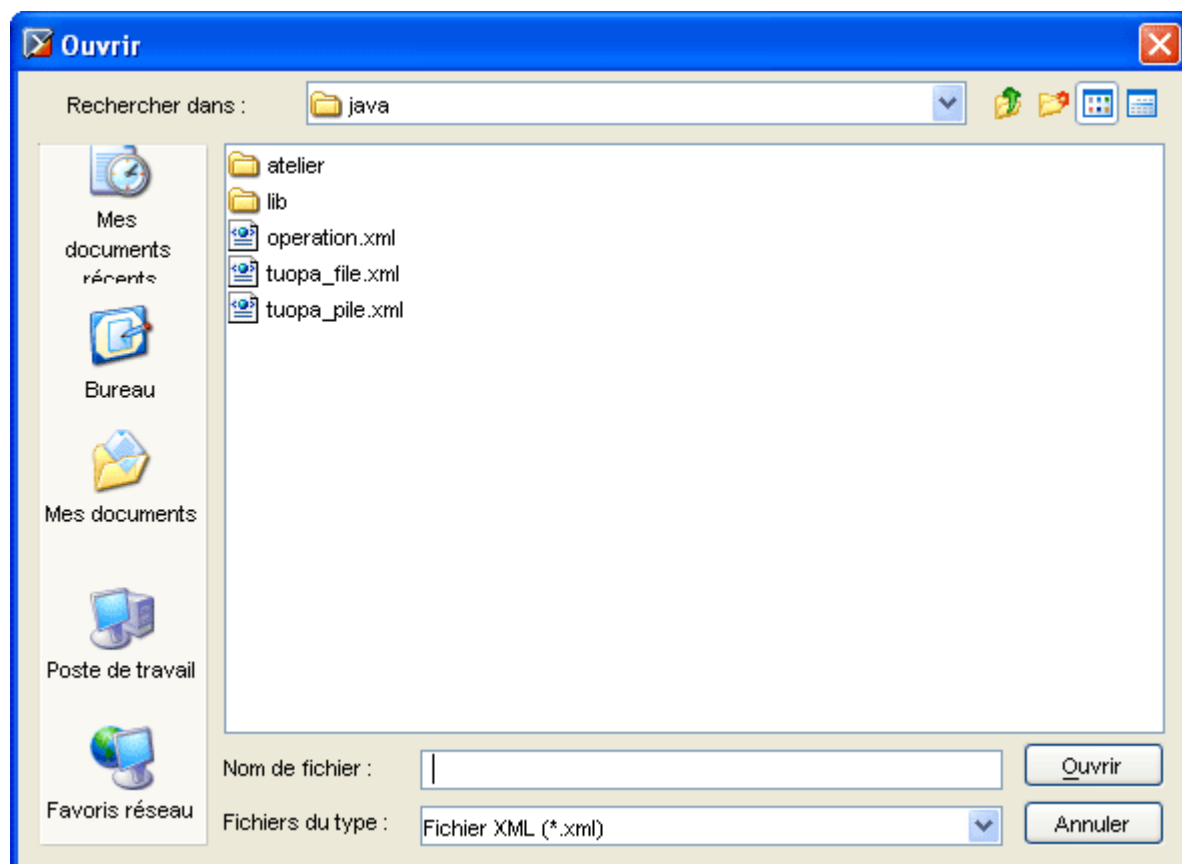 Ouvrir
Rechercher dans :
java
Mes
documents
récents
Bureau
Mes documents
Poste de travail
Favoris réseau
atelier
lib
operation.xml
tuopa_file.xml
tuopa_pile.xml
Nom de fichier :
Ouvrir
Fichiers du type :
Fichier XML (*.xml)
Annuler